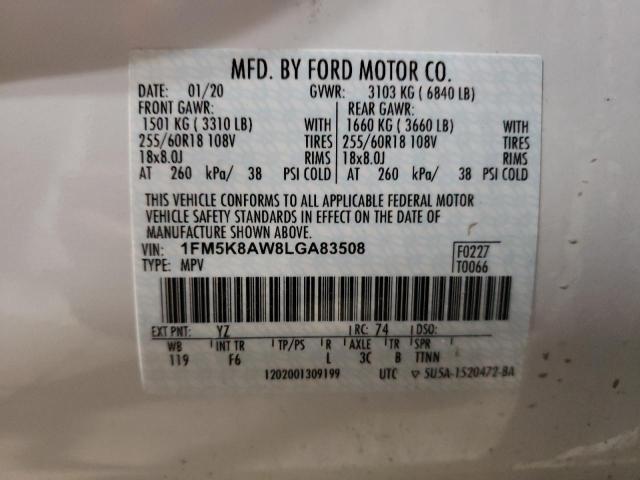 MFD. BY FORD MOTOR CO.
DATE: 01/20 GVWR: 3103 KG ( 6840 LB)
FRONT GAWR: REAR GAWR:
1501 KG ( 3310 LB) WITH 1660 KG ( 3660 LB) WITH
255/60R18 108V TIRES 255/60R18 108V TIRES
18x8.0J RIMS 18x8.0J RIMS
AT 260 kPa/ 38 PSI COLD AT 260 kPa/ 38 PSI COLD
THIS VEHICLE CONFORMS TO ALL APPLICABLE FEDERAL MOTOR
VEHICLE SAFETY STANDARDS IN EFFECT ON THE DATE OF
MANUFACTURE SHOWN ABOVE.
VIN: 1FM5K8AW8LGA83508 F0227
TYPE: MPV T0066
EXT PNT: YZ RC: 74 DSO:
WB INT TR TP/PS R AXLE TR SPR
119 F6 L 3C B TTNN
1202001309199 UTC ▽ 5U5A-1520472-BA